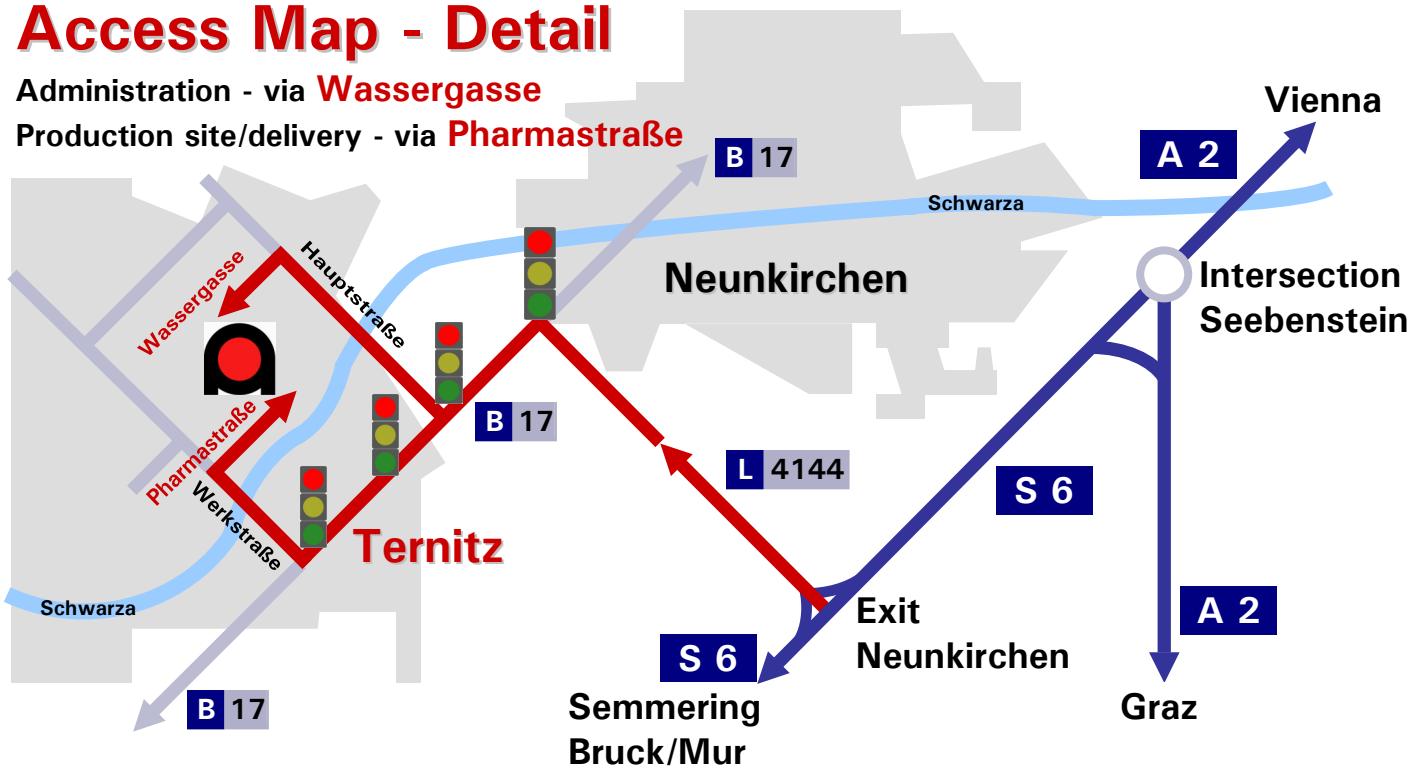 Access Map - Detail
Administration - via Wassergasse
Production site/delivery - via Pharmastraße
Vienna
A 2
B 17
Schwarza
Neunkirchen
Intersection
Seebenstein
Hauptstraße
Wassergasse
B 17
L 4144
S 6
Pharmastraße
Werkstraße
Ternitz
Schwarza
Exit
Neunkirchen
A 2
S 6
Semmering
Bruck/Mur
Graz
B 17